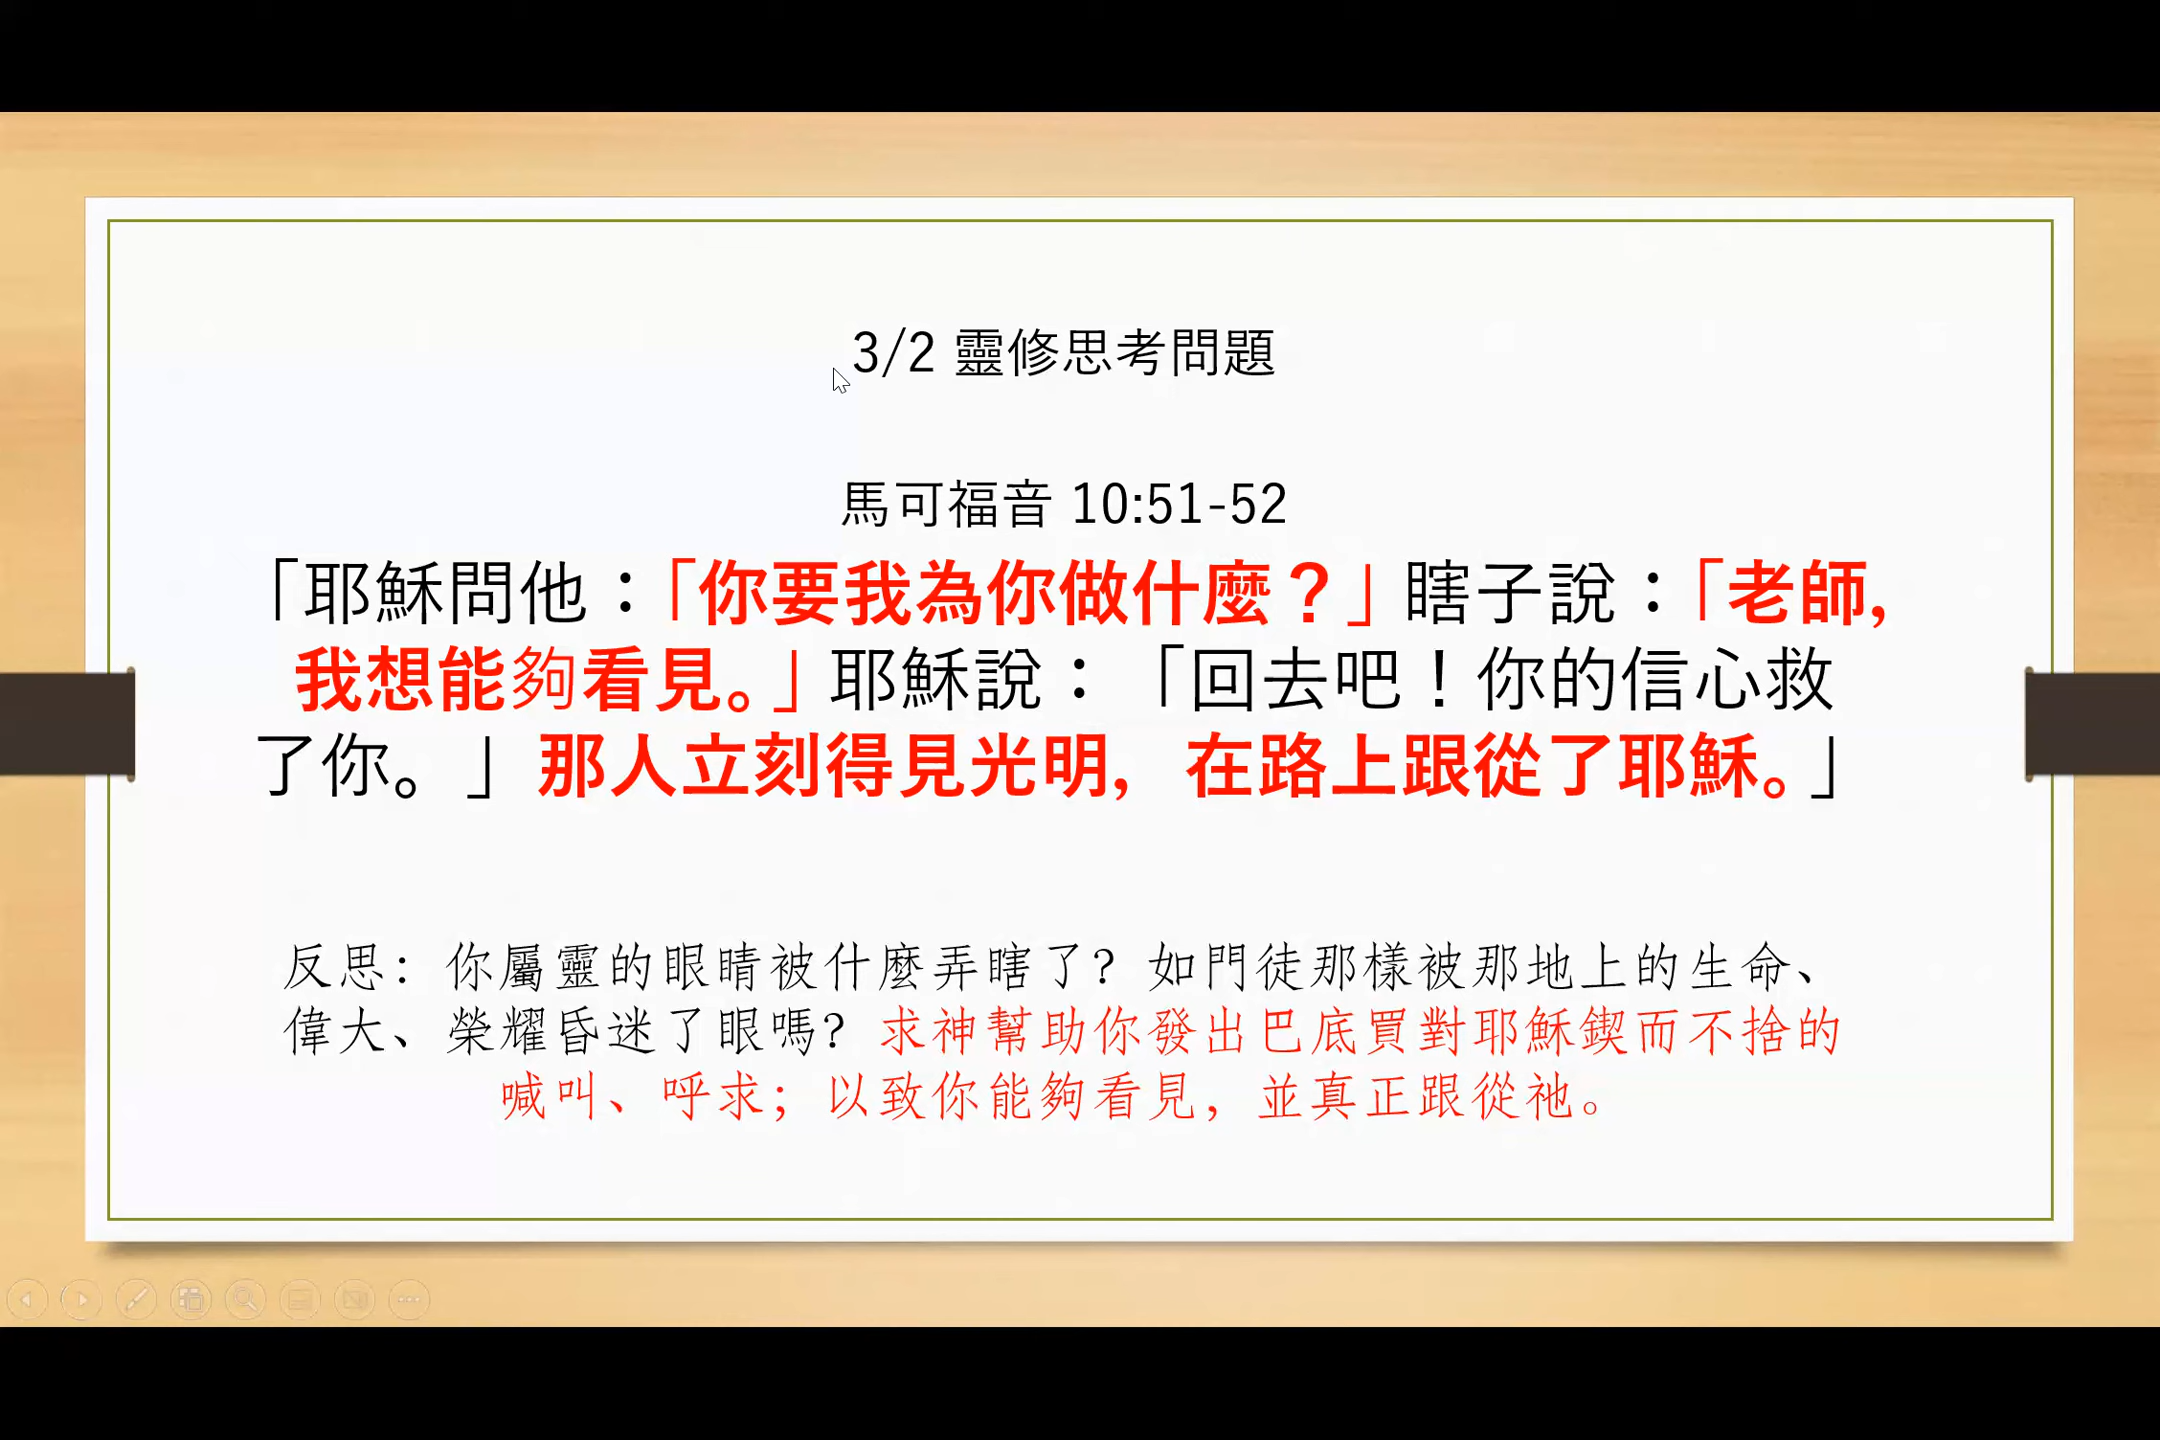 3/2 靈修思考問題
馬可福音 10:51-52
「耶穌問他：「你要我為你做什麼？」瞎子說：「老師,
我想能夠看見。」耶穌說：「回去吧！你的信心救
了你。」那人立刻得見光明, 在路上跟從了耶穌。」
反思：你屬靈的眼睛被什麼弄瞎了？如門徒那樣被那地上的生命、
偉大、榮耀昏迷了眼嗎？求神幫助你發出巴底買對耶穌鍥而不捨的
喊叫、呼求；以致你能夠看見，並真正跟從祂。